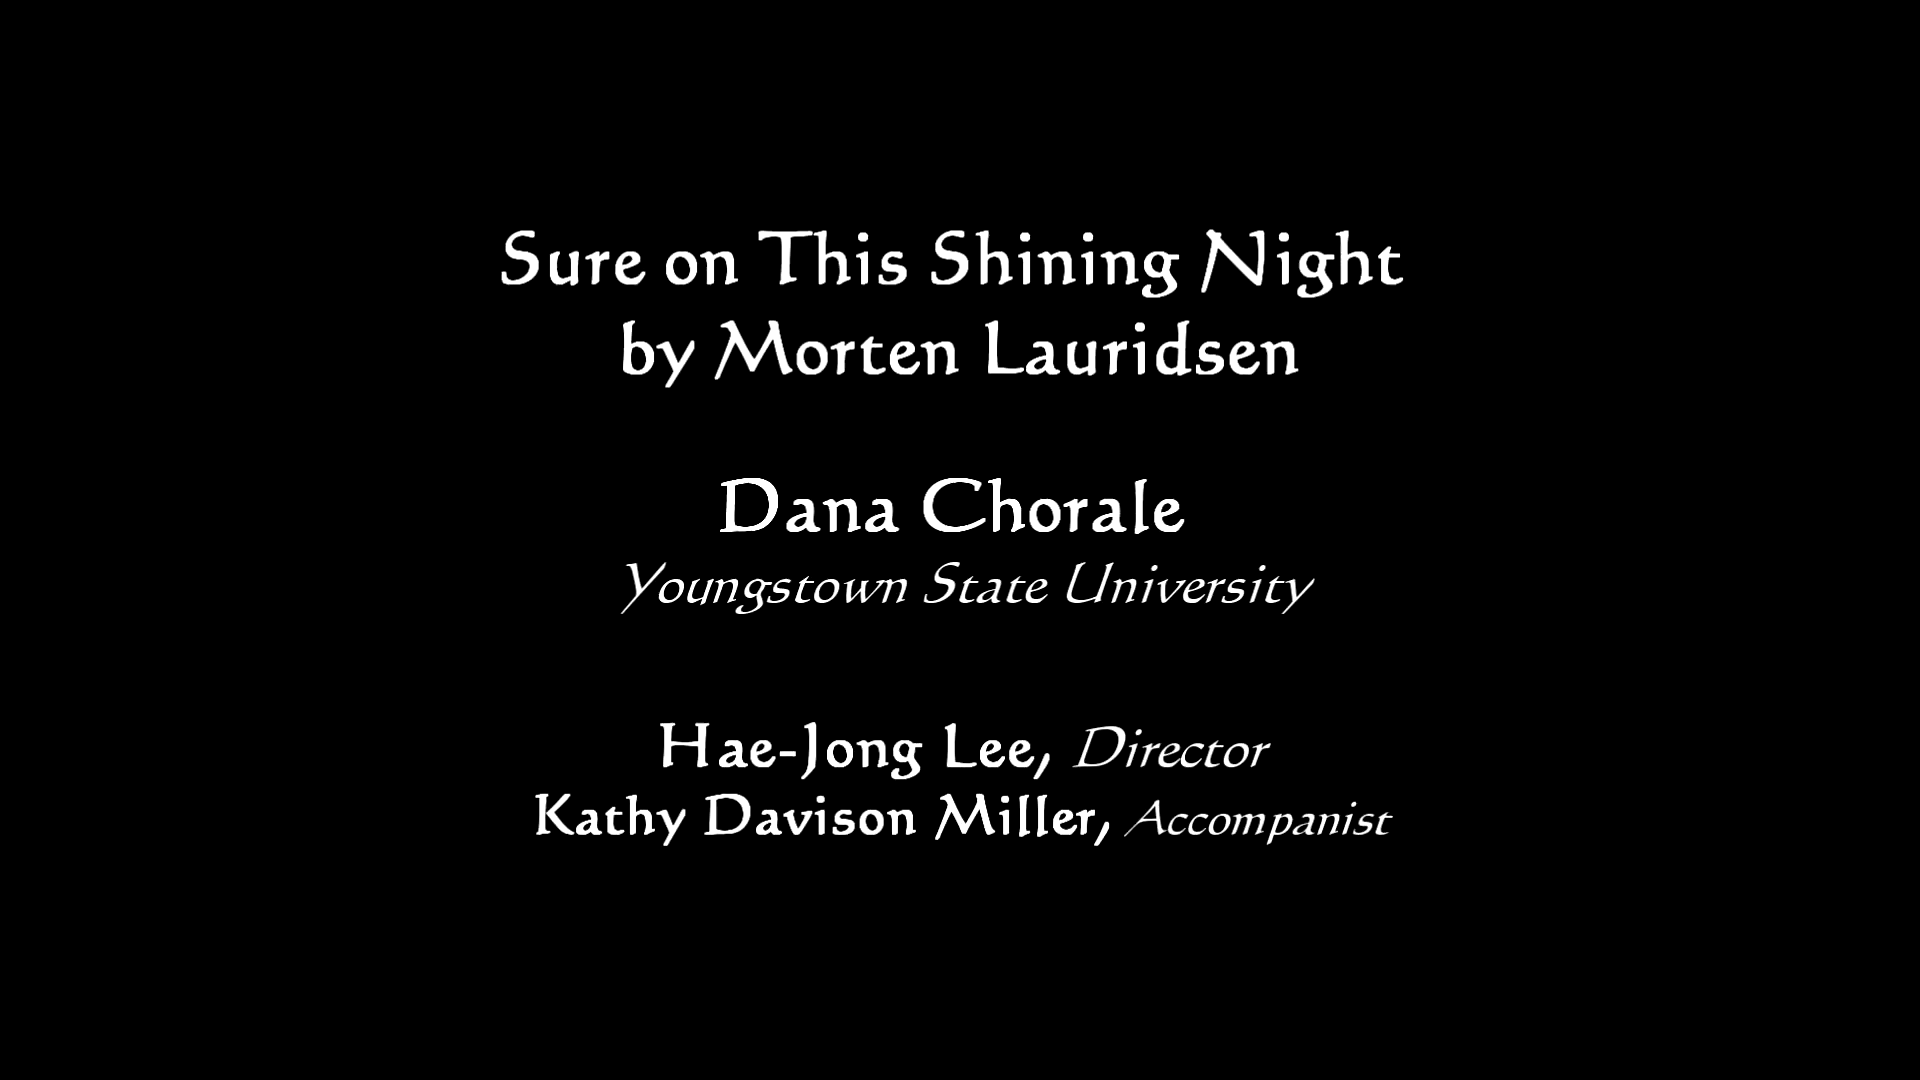 Sure on This Shining Night
by Morten Lauridsen
Dana Chorale
Youngstown State University
Hae-Jong Lee, Director
Kathy Davison Miller, Accompanist